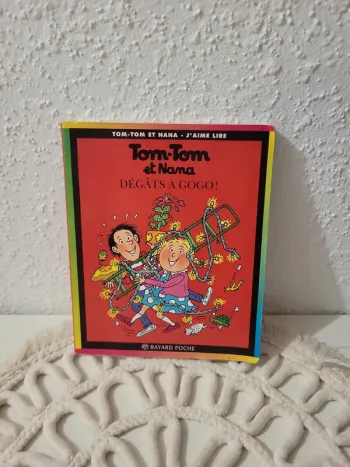 TOM-TOM ET NANA - J'AIME LIRE
Tom-Tom
et Nana
DÉGÂTS À GOGO!
BAYARD POCHE